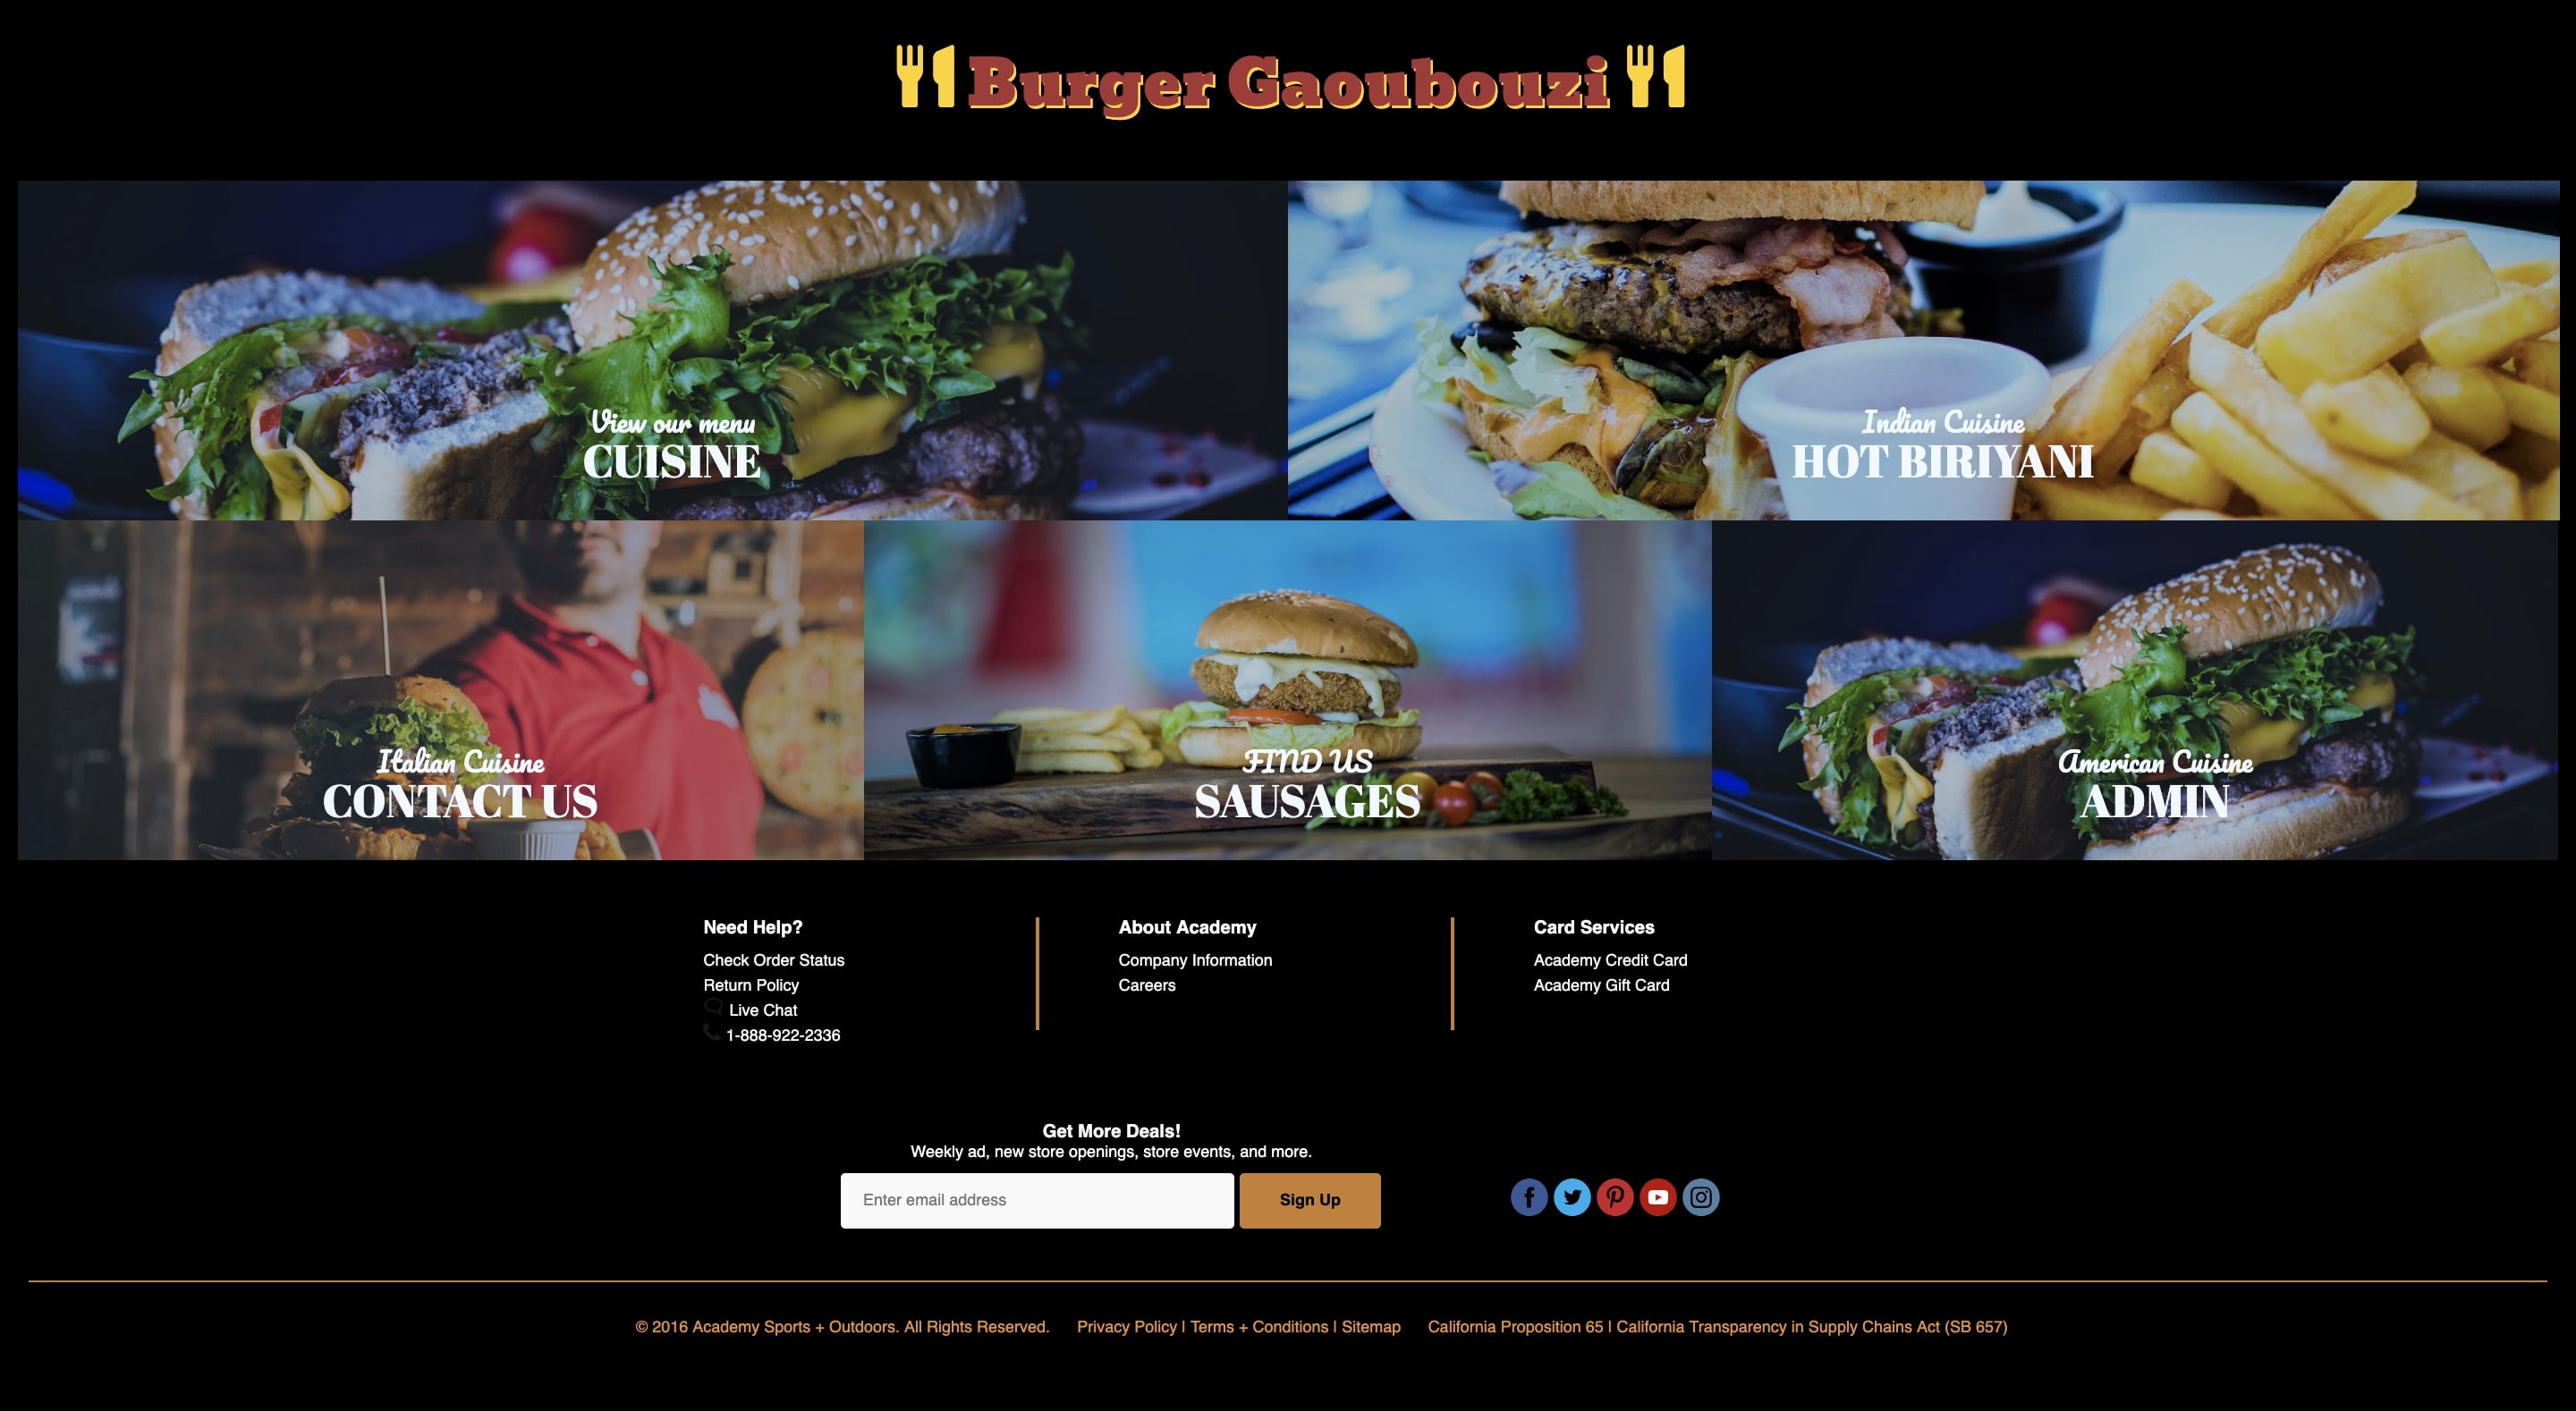 Burger Gaoubouzi
View our menu
CUISINE
Indian Cuisine
HOT BIRIYANI
Italian Cuisine
CONTACT US
FIND US
SAUSAGES
American Cuisine
ADMIN
Need Help?
Check Order Status
Return Policy
Live Chat
1-888-922-2336
About Academy
Company Information
Careers
Card Services
Academy Credit Card
Academy Gift Card
Get More Deals!
Weekly ad, new store openings, store events, and more.
Enter email address
Sign Up
© 2016 Academy Sports + Outdoors. All Rights Reserved. Privacy Policy | Terms + Conditions | Sitemap California Proposition 65 | California Transparency in Supply Chains Act (SB 657)